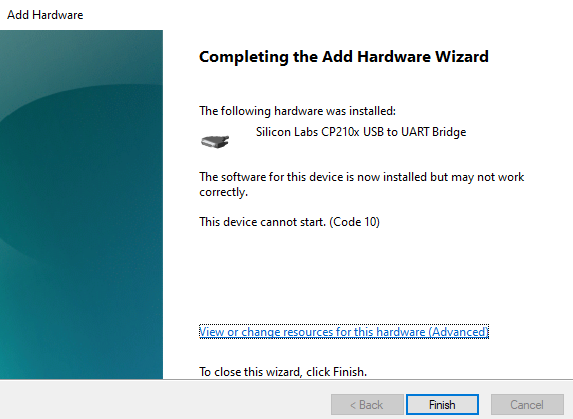 Add Hardware
Completing the Add Hardware Wizard
The following hardware was installed:
Silicon Labs CP210x USB to UART Bridge
The software for this device is now installed but may not work
correctly.
This device cannot start. (Code 10)
View or change resources for this hardware (Advanced)
To close this wizard, click Finish.
< Back
Finish
Cancel